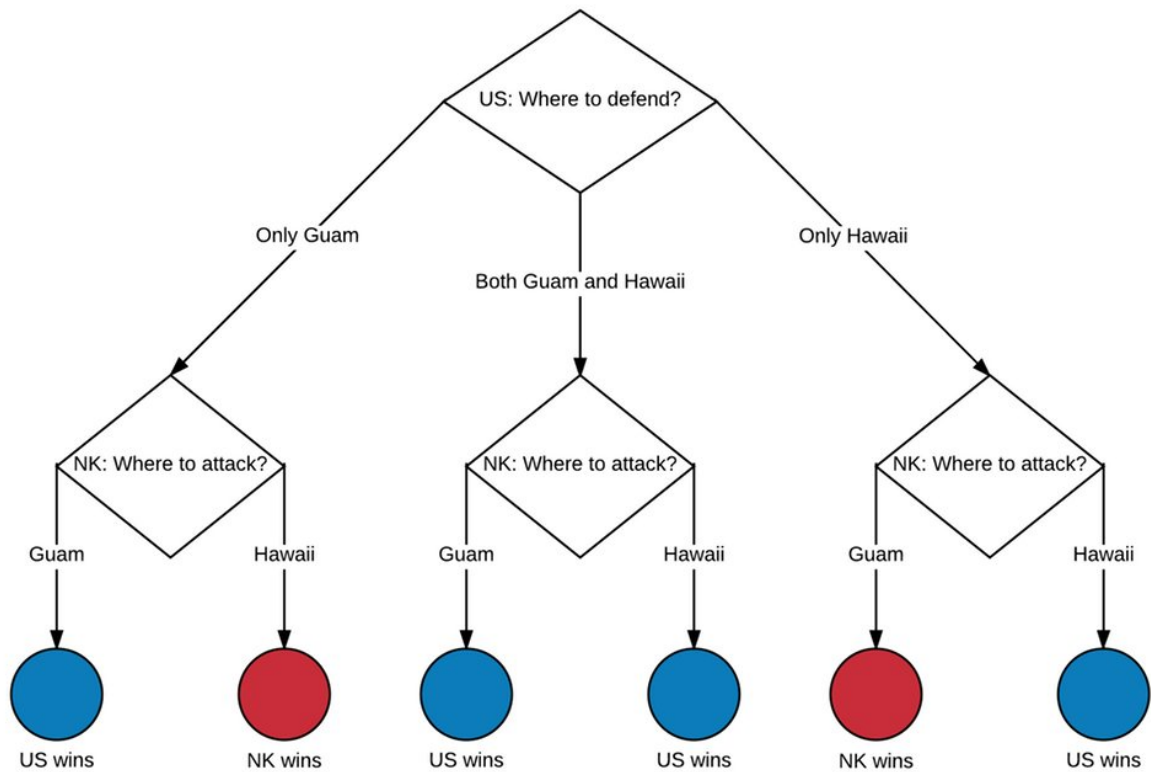 US: Where to defend?
Only Guam
Only Hawaii
Both Guam and Hawaii
NK: Where to attack?
NK: Where to attack?
NK: Where to attack?
Guam
Hawaii
Guam
Hawaii
Guam
Hawaii
US wins
NK wins
US wins
US wins
NK wins
US wins